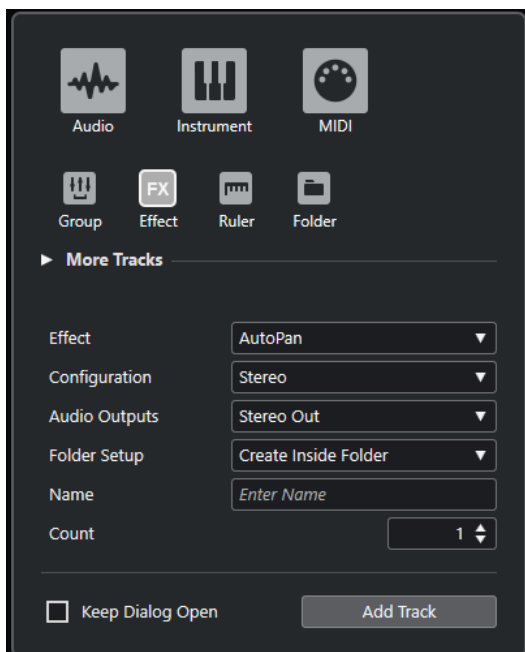 Audio Instrument MIDI
FX
Group Effect Ruler Folder
More Tracks
Effect AutoPan
Configuration Stereo
Audio Outputs Stereo Out
Folder Setup Create Inside Folder
Name Enter Name
Count 1
Keep Dialog Open Add Track